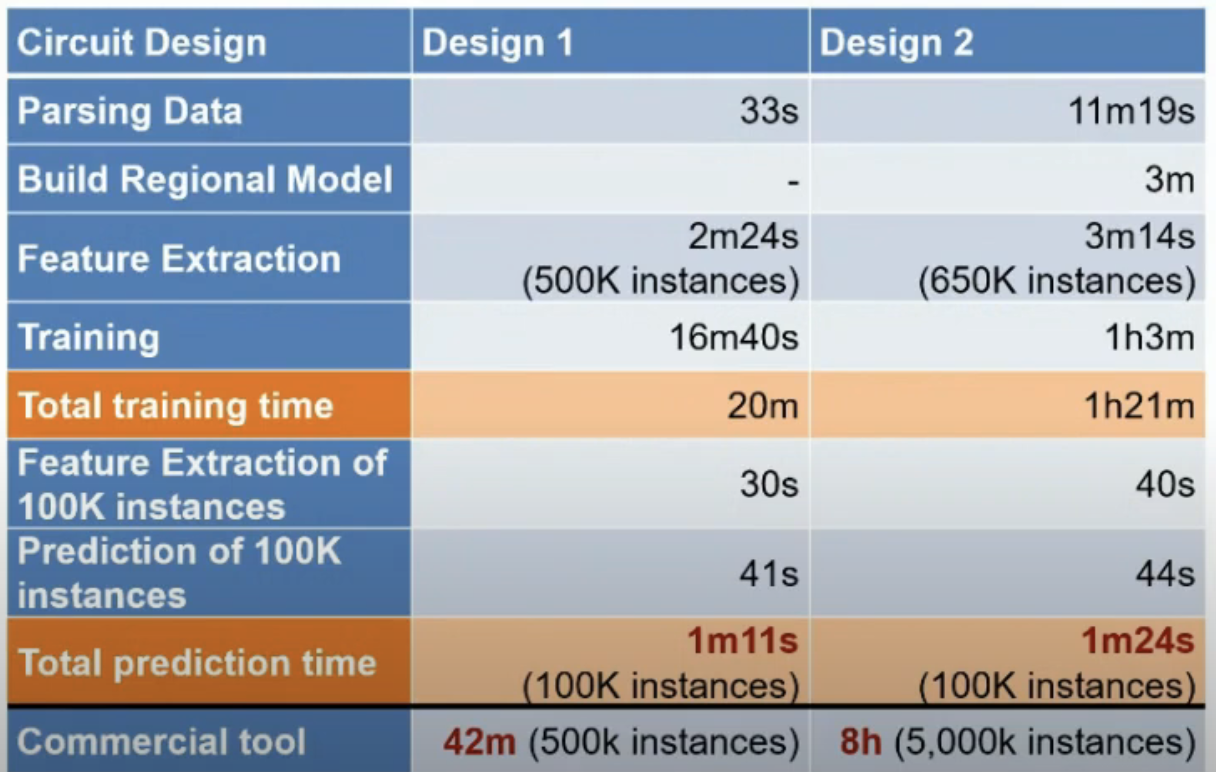 Circuit Design Design 1 Design 2
Parsing Data 33s 11m19s
Build Regional Model - 3m
Feature Extraction 2m24s (500K instances) 3m14s (650K instances)
Training 16m40s 1h3m
Total training time 20m 1h21m
Feature Extraction of 100K instances 30s 40s
Prediction of 100K instances 41s 44s
Total prediction time 1m11s (100K instances) 1m24s (100K instances)
Commercial tool 42m (500k instances) 8h (5,000k instances)